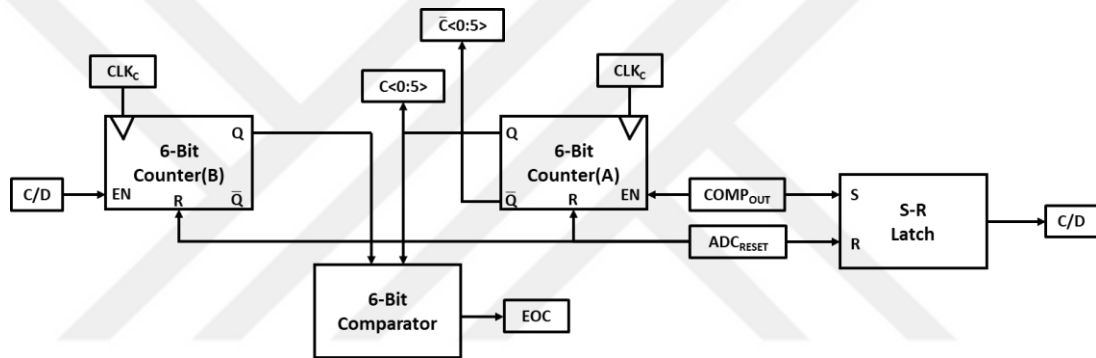 C̅<0:5>
CLKC
C<0:5>
CLKC
Q
6-Bit
Counter(B)
EN
R
Q̅
C/D
Q
6-Bit
Counter(A)
Q̅
R
EN
COMPOUT
ADCRESET
S
R
S-R
Latch
C/D
6-Bit
Comparator
EOC